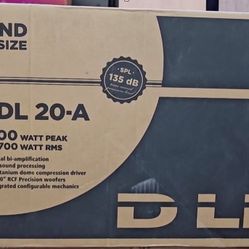 ND
SIZE
SPL
135 dB
DL 20-A
00 WATT PEAK
700 WATT RMS
al bi-amplification
sound processing
itanium dome compression driver
0" RCF Precision woofers
egrated configurable mechanics
D LI